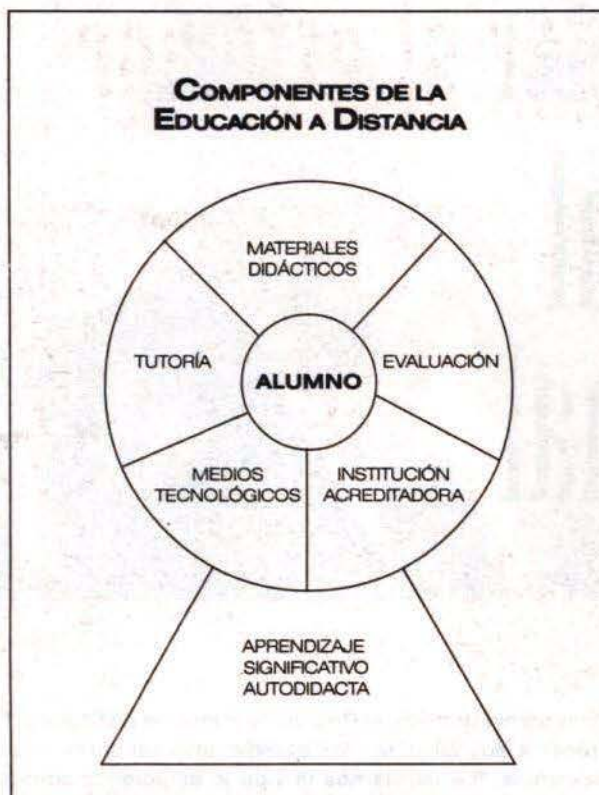 COMPONENTES DE LA
EDUCACIÓN A DISTANCIA
MATERIALES
DIDÁCTICOS
TUTORÍA
ALUMNO
EVALUACIÓN
MEDIOS
TECNOLÓGICOS
INSTITUCIÓN
ACREDITADORA
APRENDIZAJE
SIGNIFICATIVO
AUTODIDACTA